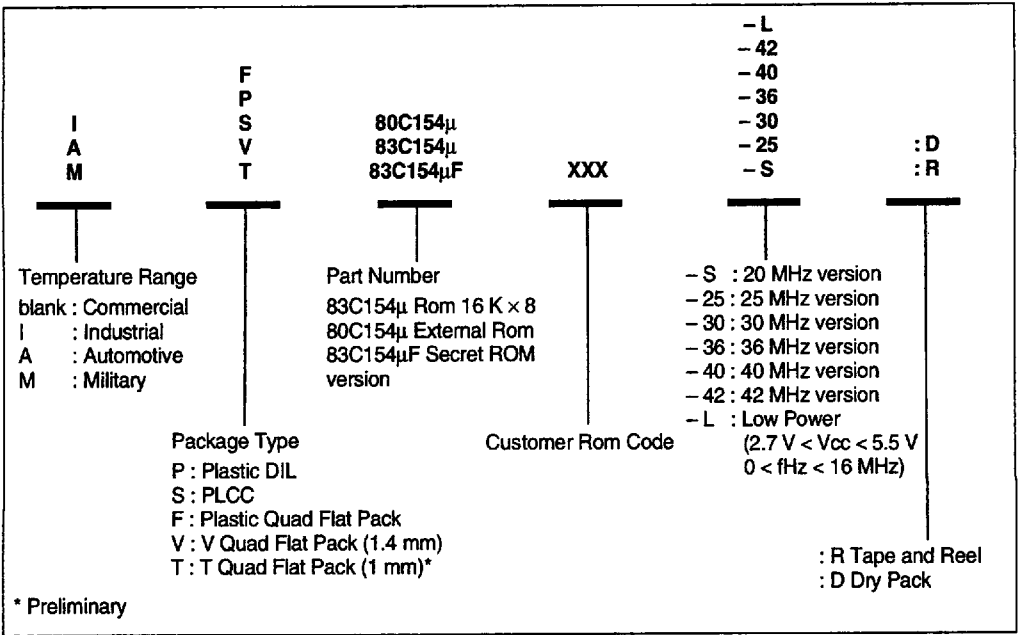 – L
– 42
F – 40
P – 36
I S 80C154µ – 30
A V 83C154µ – 25 : D
M T 83C154µF XXX – S : R
Temperature Range
blank : Commercial
I : Industrial
A : Automotive
M : Military
Part Number
83C154µ Rom 16 K × 8
80C154µ External Rom
83C154µF Secret ROM
version
– S : 20 MHz version
– 25 : 25 MHz version
– 30 : 30 MHz version
– 36 : 36 MHz version
– 40 : 40 MHz version
– 42 : 42 MHz version
– L : Low Power
(2.7 V < Vcc < 5.5 V
0 < fHz < 16 MHz)
Package Type
P : Plastic DIL
S : PLCC
F : Plastic Quad Flat Pack
V : V Quad Flat Pack (1.4 mm)
T : T Quad Flat Pack (1 mm)*
Customer Rom Code
: R Tape and Reel
: D Dry Pack
* Preliminary